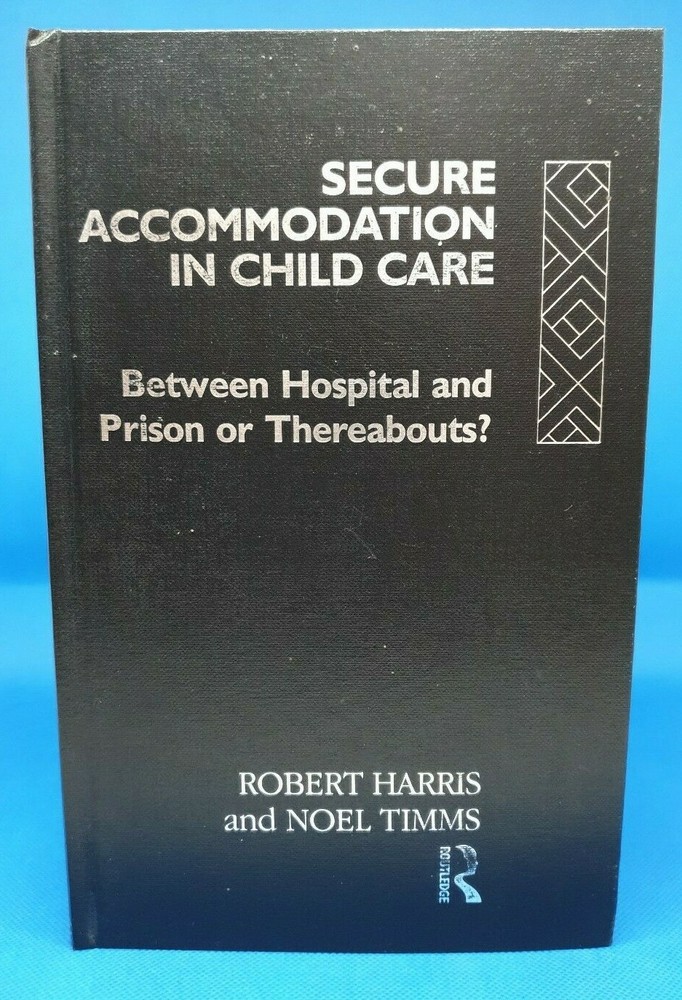 SECURE
ACCOMMODATION
IN CHILD CARE
Between Hospital and
Prison or Thereabouts?
ROBERT HARRIS
and NOEL TIMMS
ROUTLEDGE